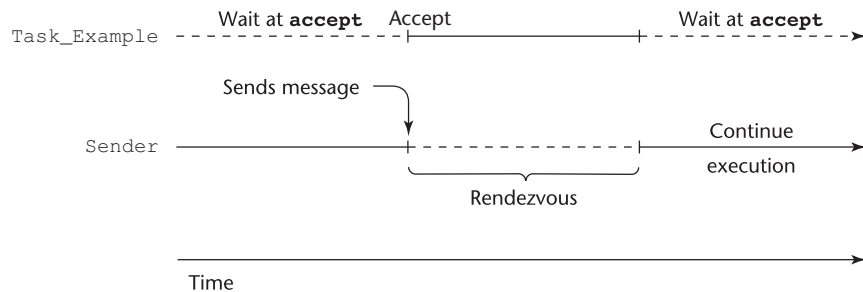 Wait at accept Accept Wait at accept
Task_Example
Sends message
Sender
Continue
execution
Rendezvous
Time